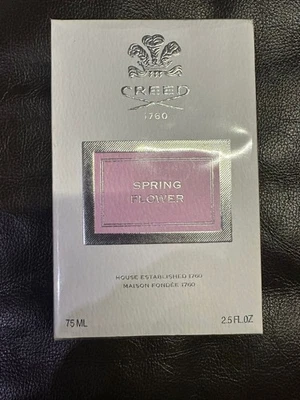 CREED
1760
SPRING
FLOWER
HOUSE ESTABLISHED 1760
MAISON FONDÉE 1760
75 ML 2.5 FL.OZ